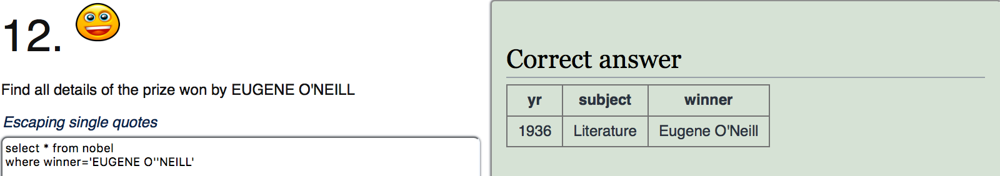 12.
Find all details of the prize won by EUGENE O'NEILL
Escaping single quotes
select * from nobel
where winner='EUGENE O''NEILL'
Correct answer
yr subject winner
1936 Literature Eugene O'Neill